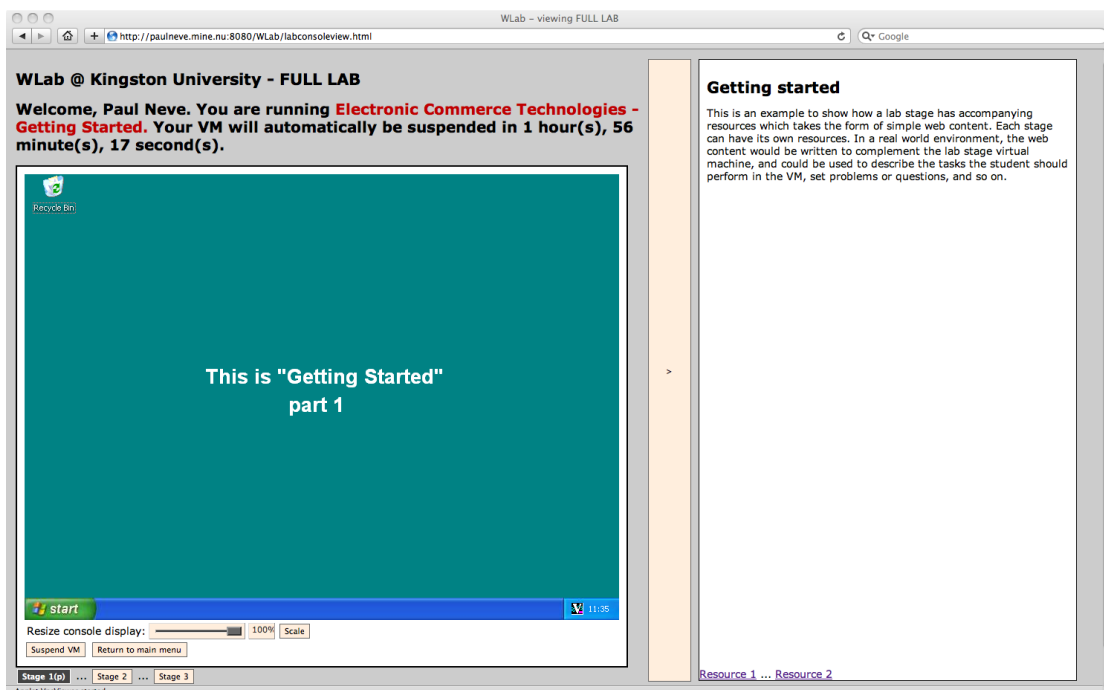 WLab – viewing FULL LAB
http://paulneve.mine.nu:8080/WLab/labconsoleview.html
Google
WLab @ Kingston University - FULL LAB
Welcome, Paul Neve. You are running Electronic Commerce Technologies -
Getting Started. Your VM will automatically be suspended in 1 hour(s), 56
minute(s), 17 second(s).
Recycle Bin
This is "Getting Started"
part 1
start
11:35
Resize console display:
100%
Scale
Suspend VM
Return to main menu
Stage 1(p) ... Stage 2 ... Stage 3
>
Getting started
This is an example to show how a lab stage has accompanying
resources which takes the form of simple web content. Each stage
can have its own resources. In a real world environment, the web
content would be written to complement the lab stage virtual
machine, and could be used to describe the tasks the student should
perform in the VM, set problems or questions, and so on.
Resource 1 ... Resource 2